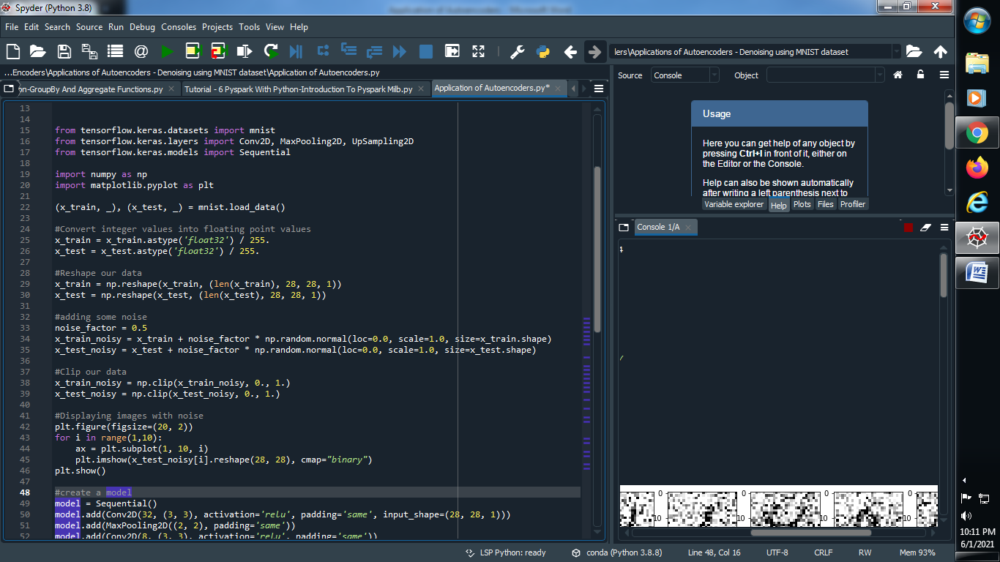 Spyder (Python 3.8)
File Edit Search Source Run Debug Consoles Projects Tools View Help
lers\Applications of Autoencoders - Denoising using MNIST dataset
...Encoders\Applications of Autoencoders - Denoising using MNIST dataset\Application of Autoencoders.py
on-GroupBy And Aggregate Functions.py
Tutorial - 6 Pyspark With Python-Introduction To Pyspark Milb.py
Application of Autoencoders.py*
13
14
15 from tensorflow.keras.datasets import mnist
16 from tensorflow.keras.layers import Conv2D, MaxPooling2D, UpSampling2D
17 from tensorflow.keras.models import Sequential
18
19 import numpy as np
20 import matplotlib.pyplot as plt
21
22 (x_train, _), (x_test, _) = mnist.load_data()
23
24 #Convert integer values into floating point values
25 x_train = x_train.astype('float32') / 255.
26 x_test = x_test.astype('float32') / 255.
27
28 #Reshape our data
29 x_train = np.reshape(x_train, (len(x_train), 28, 28, 1))
30 x_test = np.reshape(x_test, (len(x_test), 28, 28, 1))
31
32 #adding some noise
33 noise_factor = 0.5
34 x_train_noisy = x_train + noise_factor * np.random.normal(loc=0.0, scale=1.0, size=x_train.shape)
35 x_test_noisy = x_test + noise_factor * np.random.normal(loc=0.0, scale=1.0, size=x_test.shape)
36
37 #Clip our data
38 x_train_noisy = np.clip(x_train_noisy, 0., 1.)
39 x_test_noisy = np.clip(x_test_noisy, 0., 1.)
40
41 #Displaying images with noise
42 plt.figure(figsize=(20, 2))
43 for i in range(1,10):
44     ax = plt.subplot(1, 10, i)
45     plt.imshow(x_test_noisy[i].reshape(28, 28), cmap="binary")
46 plt.show()
47
48 #create a model
49 model = Sequential()
50 model.add(Conv2D(32, (3, 3), activation='relu', padding='same', input_shape=(28, 28, 1)))
51 model.add(MaxPooling2D((2, 2), padding='same'))
52 model.add(Conv2D(8, (3, 3), activation='relu', padding='same'))
Source Console Object
Usage
Here you can get help of any object by
pressing Ctrl+I in front of it, either on
the Editor or the Console.
Help can also be shown automatically
after writing a left parenthesis next to
Variable explorer Help Plots Files Profiler
Console 1/A
0 0 0
10 10 10
LSP Python: ready conda (Python 3.8.8) Line 48, Col 16 UTF-8 CRLF RW Mem 93%
10:11 PM
6/1/2021